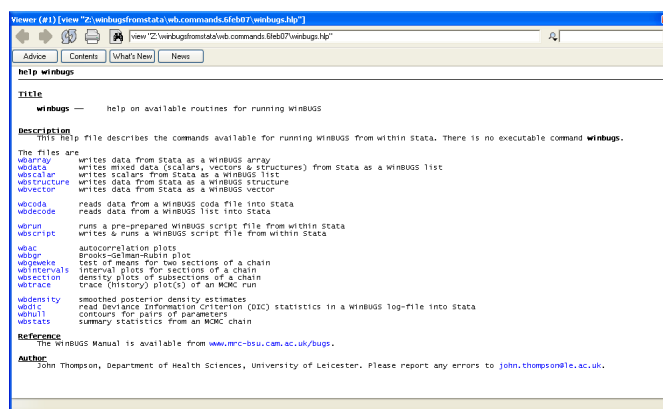 Viewer (#1) [view "Z:\winbugsfromstata\wb.commands.6feb07\winbugs.hlp"]
view "Z:\winbugsfromstata\wb.commands.6feb07\winbugs.hlp"
Advice Contents What's New News
help winbugs
Title
winbugs — help on available routines for running WinBUGS
Description
This help file describes the commands available for running WinBUGS from within Stata. There is no executable command winbugs.
The files are
wbarray writes data from Stata as a WinBUGS array
wbdata writes mixed data (scalars, vectors & structures) from Stata as a WinBUGS list
wbscalar writes scalars from Stata as a WinBUGS list
wbstructure writes data from Stata as a WinBUGS structure
wbvector writes data from Stata as a WinBUGS vector
wbcoda reads data from a WinBUGS coda file into Stata
wbdecode reads data from a WinBUGS list into Stata
wbrun runs a pre-prepared WinBUGS script file from within Stata
wbscript writes & runs a WinBUGS script file from within Stata
wbac autocorrelation plots
wbbgr Brooks-Gelman-Rubin plot
wbgeweke test of means for two sections of a chain
wbintervals interval plots for sections of a chain
wbsection density plots of subsections of a chain
wbtrace trace (history) plot(s) of an MCMC run
wbdensity smoothed posterior density estimates
wbdic read Deviance Information Criterion (DIC) statistics in a WinBUGS log-file into Stata
wbhull contours for pairs of parameters
wbstats summary statistics from an MCMC chain
Reference
The WinBUGS Manual is available from www.mrc-bsu.cam.ac.uk/bugs.
Author
John Thompson, Department of Health Sciences, University of Leicester. Please report any errors to john.thompson@le.ac.uk.